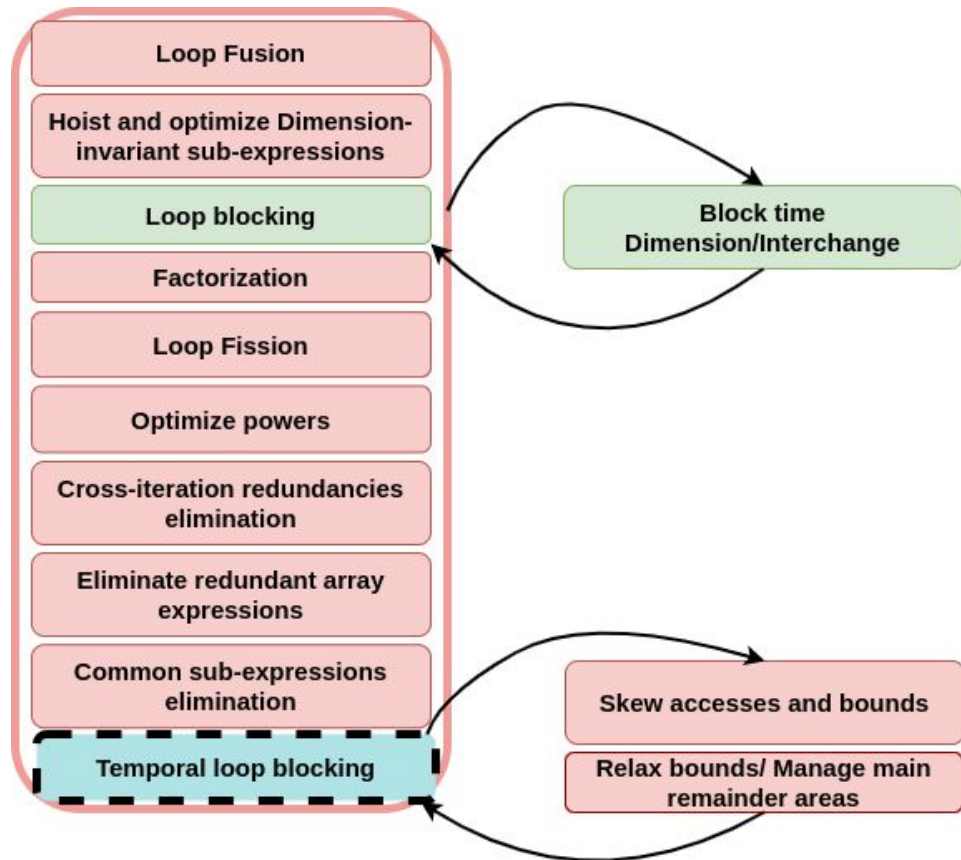 Loop Fusion
Hoist and optimize Dimension-
invariant sub-expressions
Loop blocking
Factorization
Loop Fission
Optimize powers
Cross-iteration redundancies
elimination
Eliminate redundant array
expressions
Common sub-expressions
elimination
Temporal loop blocking
Block time
Dimension/Interchange
Skew accesses and bounds
Relax bounds/ Manage main
remainder areas